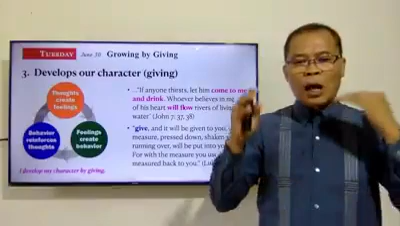 TUESDAY June 30 Growing by Giving
3. Develops our character (giving)
Thoughts
create
feelings
Behavior
reinforces
thoughts
Feelings
create
behavior
I develop my character by giving.
• …"If anyone thirsts, let him come to me
and drink. Whoever believes in m
of his heart will flow rivers of livin
water" (John 7: 37, 38)
• "give, and it will be given to you.
measure, pressed down, shaken
running over, will be put into yo
For with the measure you use
measured back to you." (Lu